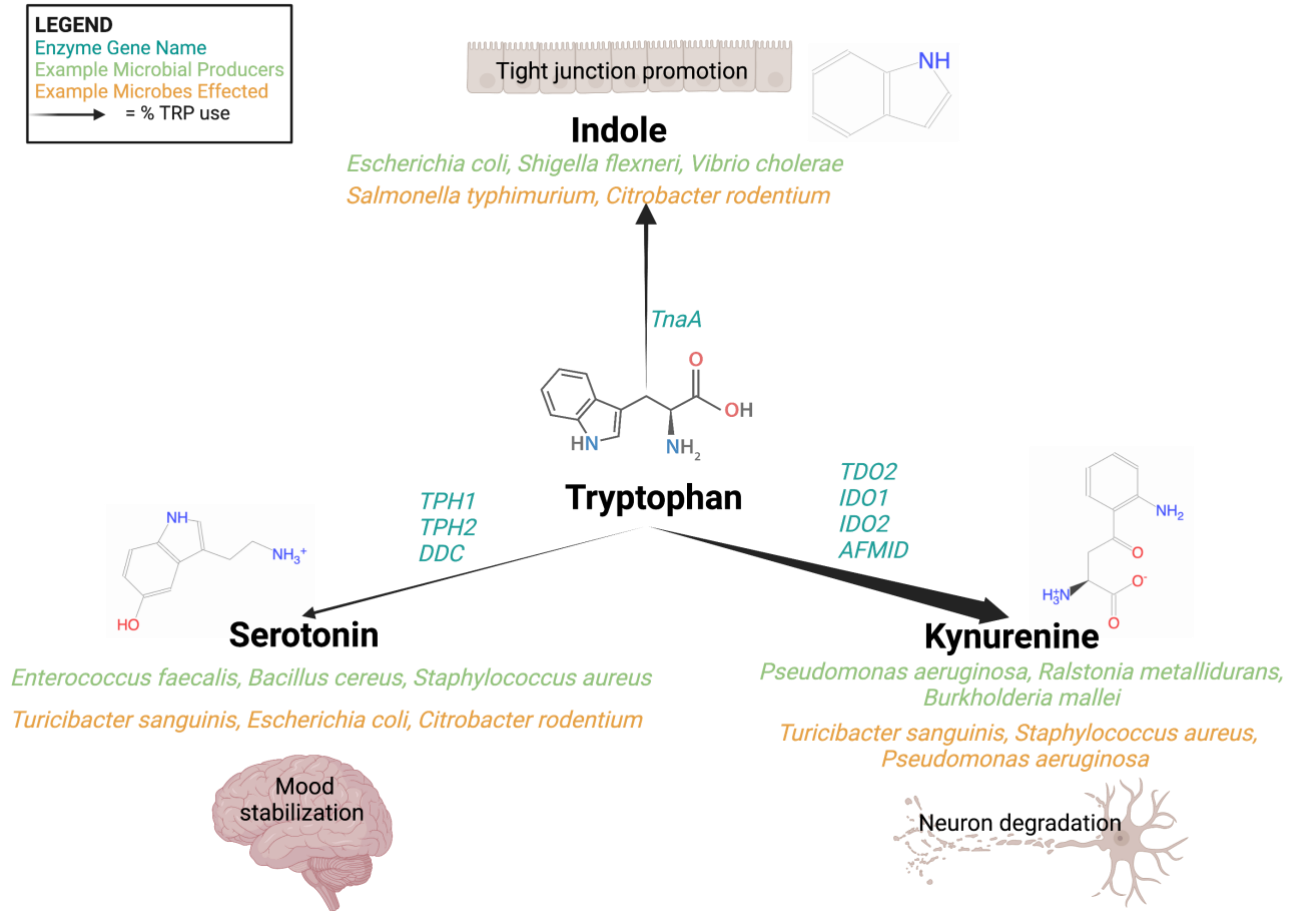 LEGEND
Enzyme Gene Name
Example Microbial Producers
Example Microbes Effected
= % TRP use
Tight junction promotion
NH
Indole
Escherichia coli, Shigella flexneri, Vibrio cholerae
Salmonella typhimurium, Citrobacter rodentium
TnaA
O
OH
HN
NH₂
Tryptophan
TPH1
TPH2
DDC
TDO2
IDO1
IDO2
AFMID
NH
NH₃⁺
HO
Serotonin
Enterococcus faecalis, Bacillus cereus, Staphylococcus aureus
Turicibacter sanguinis, Escherichia coli, Citrobacter rodentium
Mood
stabilization
NH₂
O
O⁻
H₃⁺N
O
Kynurenine
Pseudomonas aeruginosa, Ralstonia metallidurans,
Burkholderia mallei
Turicibacter sanguinis, Staphylococcus aureus,
Pseudomonas aeruginosa
Neuron degradation